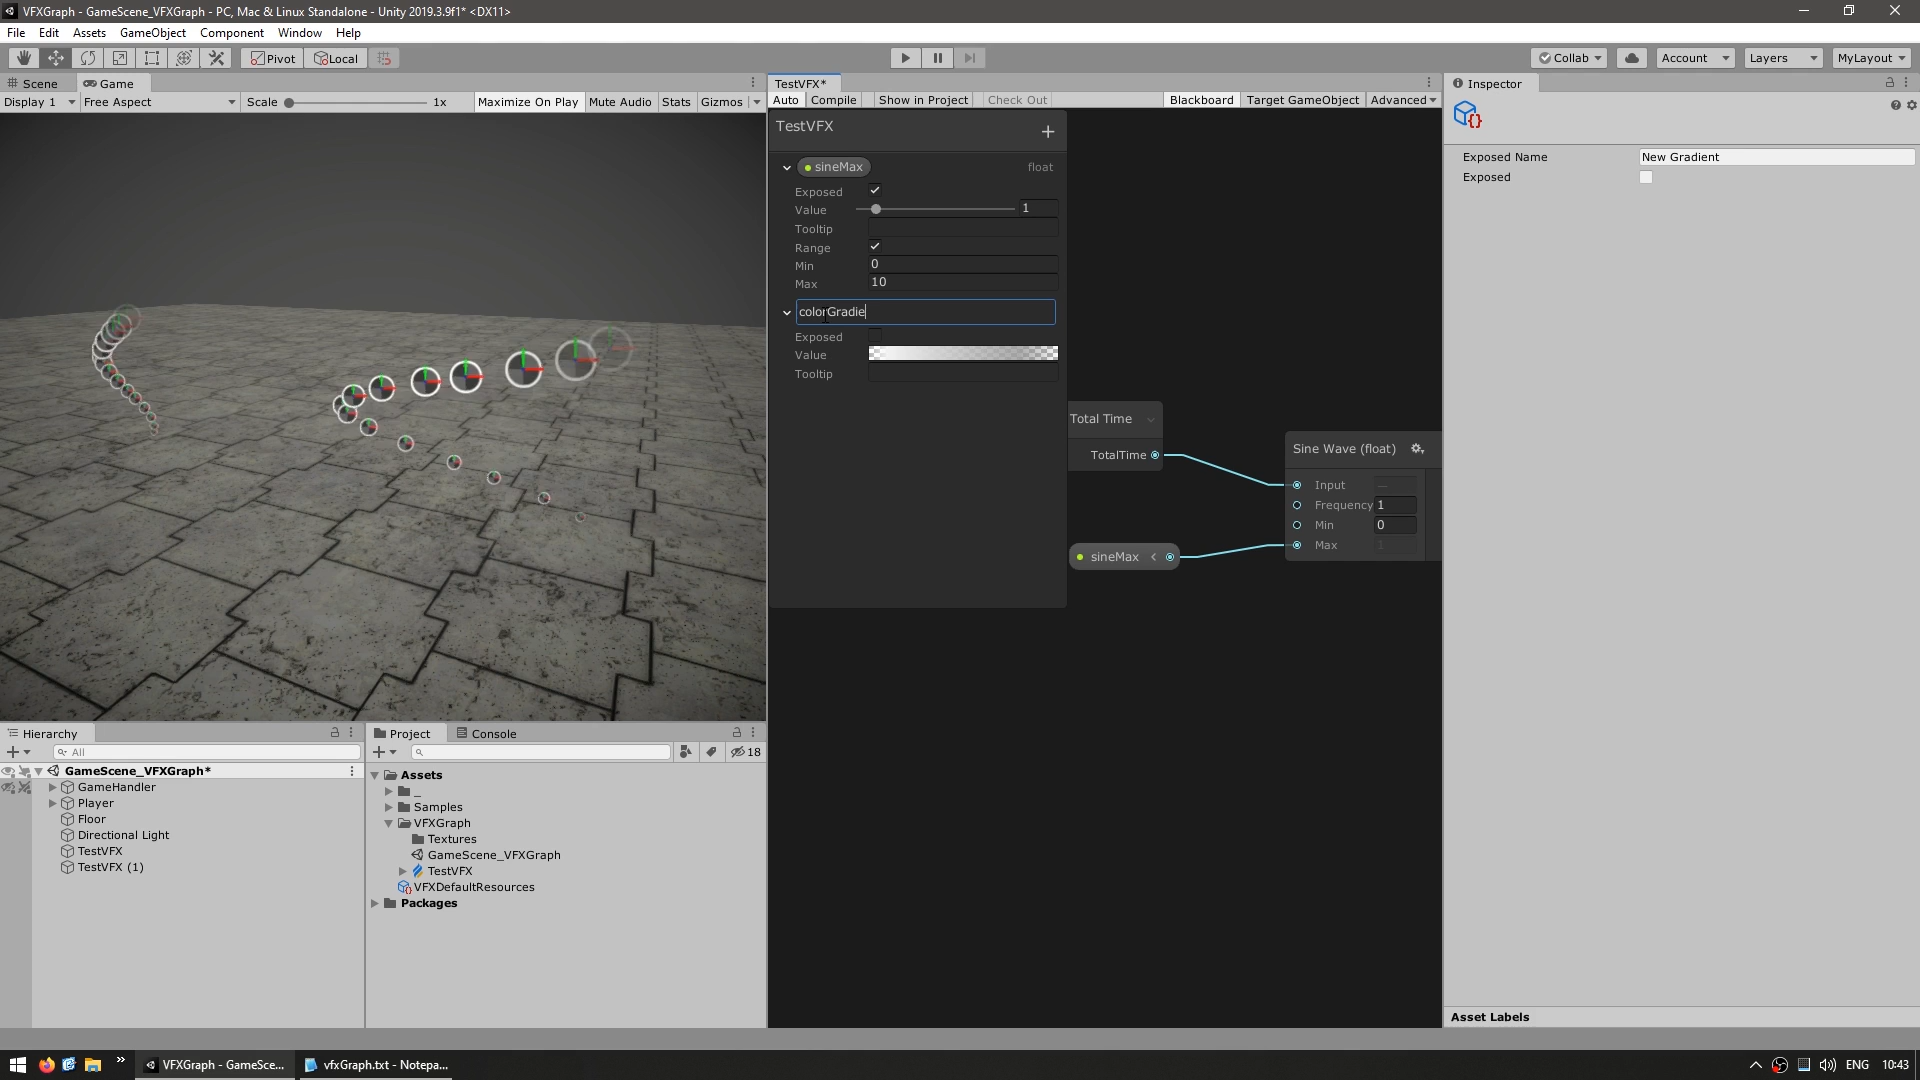 VFXGraph - GameScene_VFXGraph - PC, Mac & Linux Standalone - Unity 2019.3.9f1* <DX11>
File Edit Assets GameObject Component Window Help
Pivot Local Collab Account Layers MyLayout
Scene Game
Display 1 Free Aspect Scale 1x Maximize On Play Mute Audio Stats Gizmos
TestVFX*
Auto Compile Show in Project Check Out Blackboard Target GameObject Advanced
TestVFX
sineMax float
Exposed
Value 1
Tooltip
Range
Min 0
Max 10
colorGradie
Exposed
Value
Tooltip
Total Time
TotalTime
sineMax <
Sine Wave (float)
Input
Frequency 1
Min 0
Max 1
Inspector
Exposed Name New Gradient
Exposed
Asset Labels
Hierarchy
All
GameScene_VFXGraph*
GameHandler
Player
Floor
Directional Light
TestVFX
TestVFX (1)
Project Console
18
Assets
_
Samples
VFXGraph
Textures
GameScene_VFXGraph
TestVFX
VFXDefaultResources
Packages
VFXGraph - GameSce...
vfxGraph.txt - Notepa...
ENG 10:43